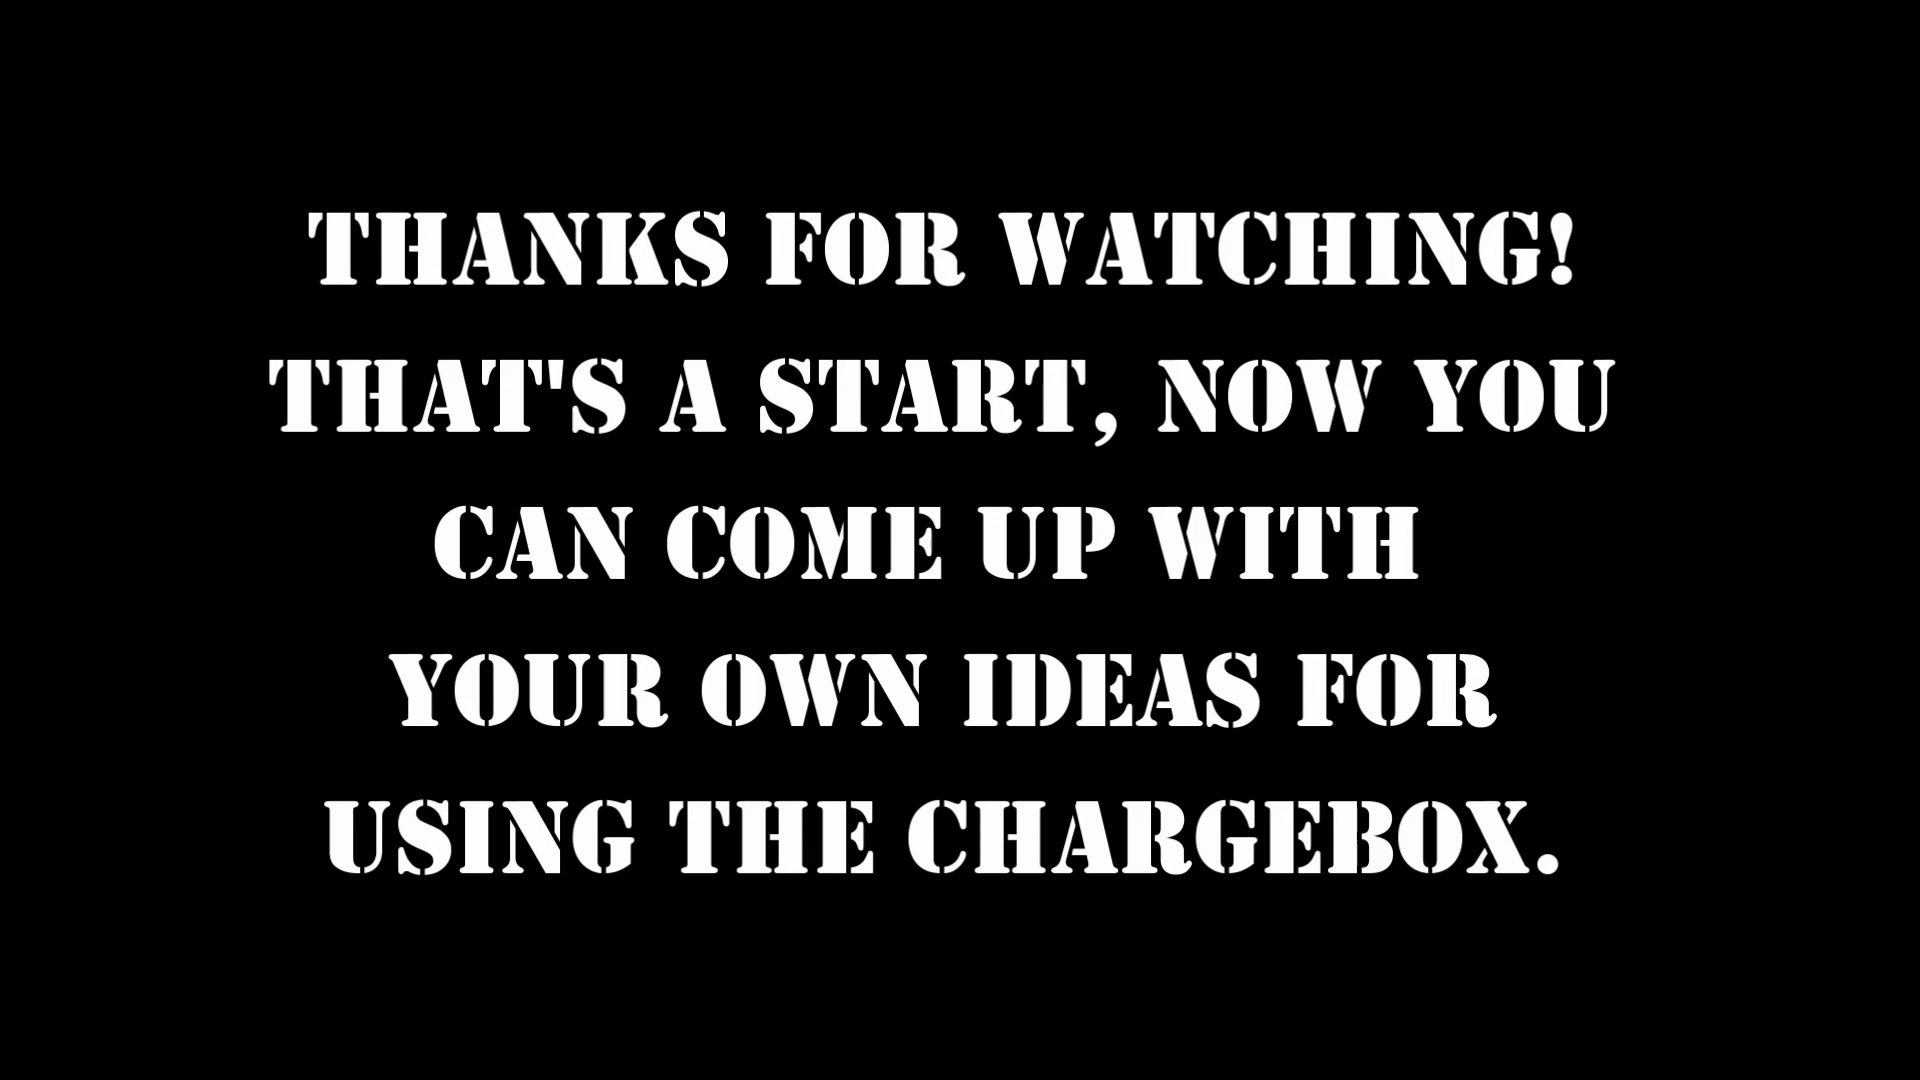 THANKS FOR WATCHING!
THAT'S A START, NOW YOU
CAN COME UP WITH
YOUR OWN IDEAS FOR
USING THE CHARGEBOX.